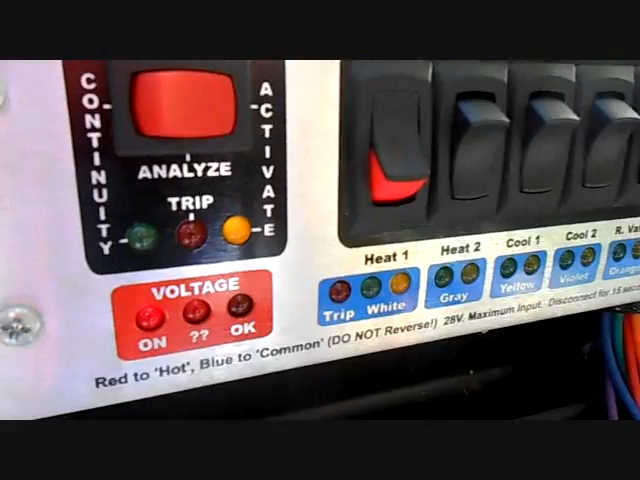 CONTINUITY
ACTIVATE
ANALYZE
TRIP
VOLTAGE
ON ?? OK
Heat 1 Heat 2 Cool 1 Cool 2 R.
Trip White Gray Yellow Violet
Red to 'Hot', Blue to 'Common' (DO NOT Reverse!) 28V. Maximum Input. Disconnect for 15